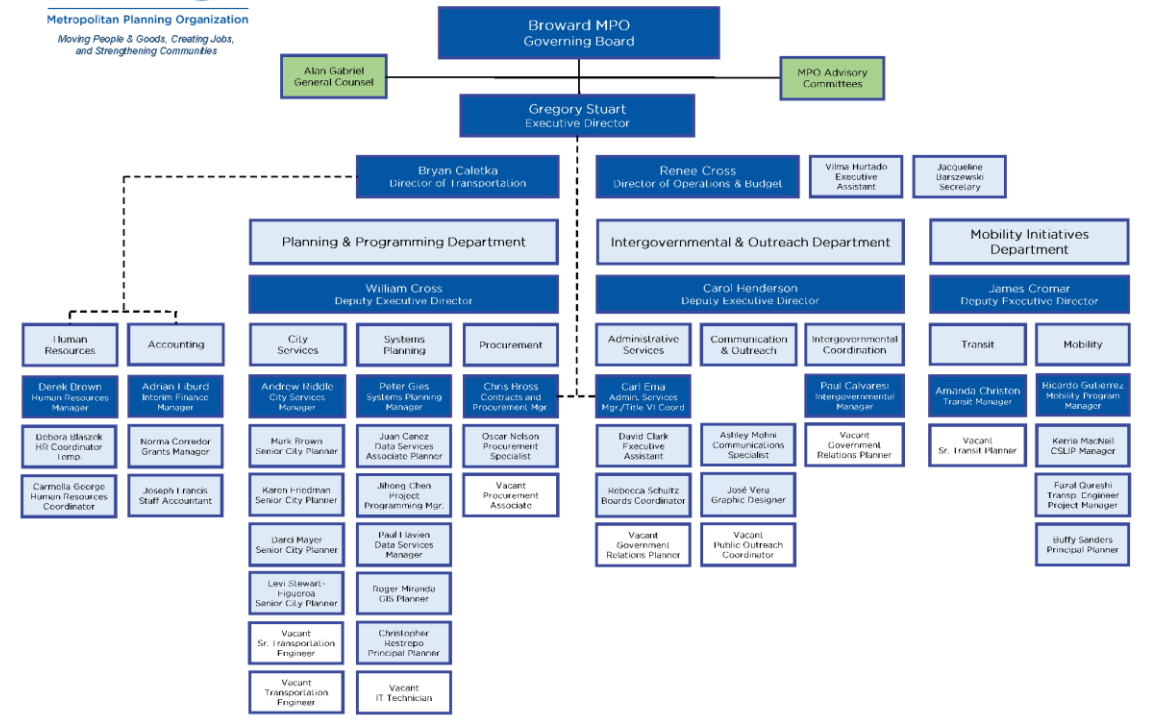 Metropolitan Planning Organization
Moving People & Goods, Creating Jobs,
and Strengthening Communities
Broward MPO
Governing Board
Alan Gabriel
General Counsel
MPO Advisory
Committees
Gregory Stuart
Executive Director
Bryan Caletka
Director of Transportation
Renee Cross
Director of Operations & Budget
Vilma Hurtado
Executive
Assistant
Jacqueline
Barszewski
Secretary
Planning & Programming Department
Intergovernmental & Outreach Department
Mobility Initiatives
Department
William Cross
Deputy Executive Director
Carol Henderson
Deputy Executive Director
James Cromar
Deputy Executive Director
Human
Resources
Accounting
City
Services
Systems
Planning
Procurement
Administrative
Services
Communication
& Outreach
Intergovernmental
Coordination
Transit
Mobility
Derek Brown
Human Resources
Manager
Adrian Liburd
Interim Finance
Manager
Andrew Riddle
City Services
Manager
Peter Gies
Systems Planning
Manager
Chris Bross
Contracts and
Procurement Mgr.
Carl Ema
Admin. Services
Mgr./Title VI Coord
Paul Calvaresi
Intergovernmental
Manager
Amanda Christon
Transit Manager
Ricardo Gutierrez
Mobility Program
Manager
Debora Blaszek
HR Coordinator
Temp.
Norma Corredor
Grants Manager
Mark Brown
Senior City Planner
Juan Canez
Data Services
Associate Planner
Oscar Nelson
Procurement
Specialist
David Clark
Executive
Assistant
Ashley Molini
Communications
Specialist
Vacant
Government
Relations Planner
Vacant
Sr. Transit Planner
Kerrie MacNeil
CSLIP Manager
Carmella George
Human Resources
Coordinator
Joseph Francis
Staff Accountant
Karen Friedman
Senior City Planner
Jihong Chen
Project
Programming Mgr.
Vacant
Procurement
Associate
Rebecca Schultz
Boards Coordinator
José Vera
Graphic Designer
Fazal Qureshi
Transp. Engineer
Project Manager
Darci Mayer
Senior City Planner
Paul Flavien
Data Services
Manager
Vacant
Government
Relations Planner
Vacant
Public Outreach
Coordinator
Buffy Sanders
Principal Planner
Levi Stewart-
Figueroa
Senior City Planner
Roger Miranda
GIS Planner
Vacant
Sr. Transportation
Engineer
Christopher
Restrepo
Principal Planner
Vacant
Transportation
Engineer
Vacant
IT Technician